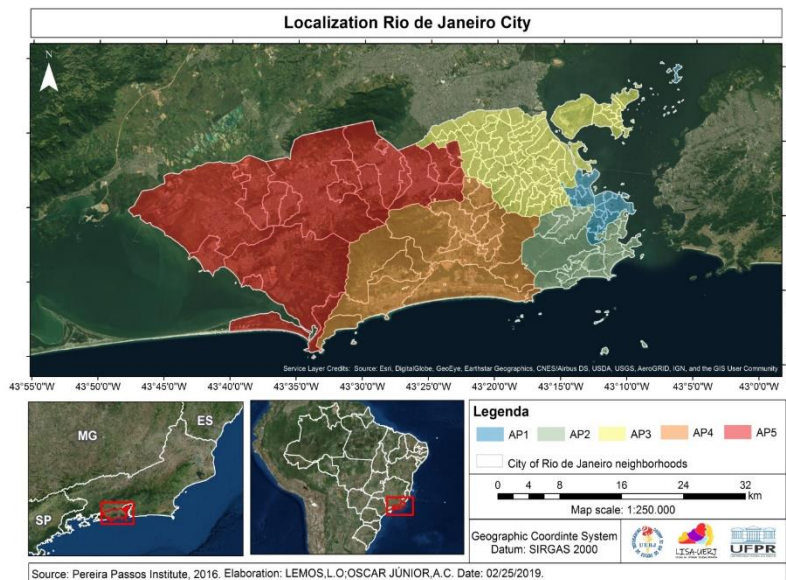 Localization Rio de Janeiro City
N
Service Layer Credits: Source: Esri, DigitalGlobe, GeoEye, Earthstar Geographics, CNES/Airbus DS, USDA, USGS, AeroGRID, IGN, and the GIS User Community
43°55'0"W 43°50'0"W 43°40'0"W 43°35'0"W 43°30'0"W 43°25'0"W 43°20'0"W 43°15'0"W 43°10'0"W 43°5'0"W 43°0'0"W
MG
ES
SP
Legenda
AP1 AP2 AP3 AP4 AP5
City of Rio de Janeiro neighborhoods
0 4 8 16 24 32
km
Map scale: 1:250.000
Geographic Coordinte System
Datum: SIRGAS 2000
UERJ
LISA-UERJ
UFPR
Source: Pereira Passos Institute, 2016. Elaboration: LEMOS,L.O;OSCAR JÚNIOR,A.C. Date: 02/25/2019.